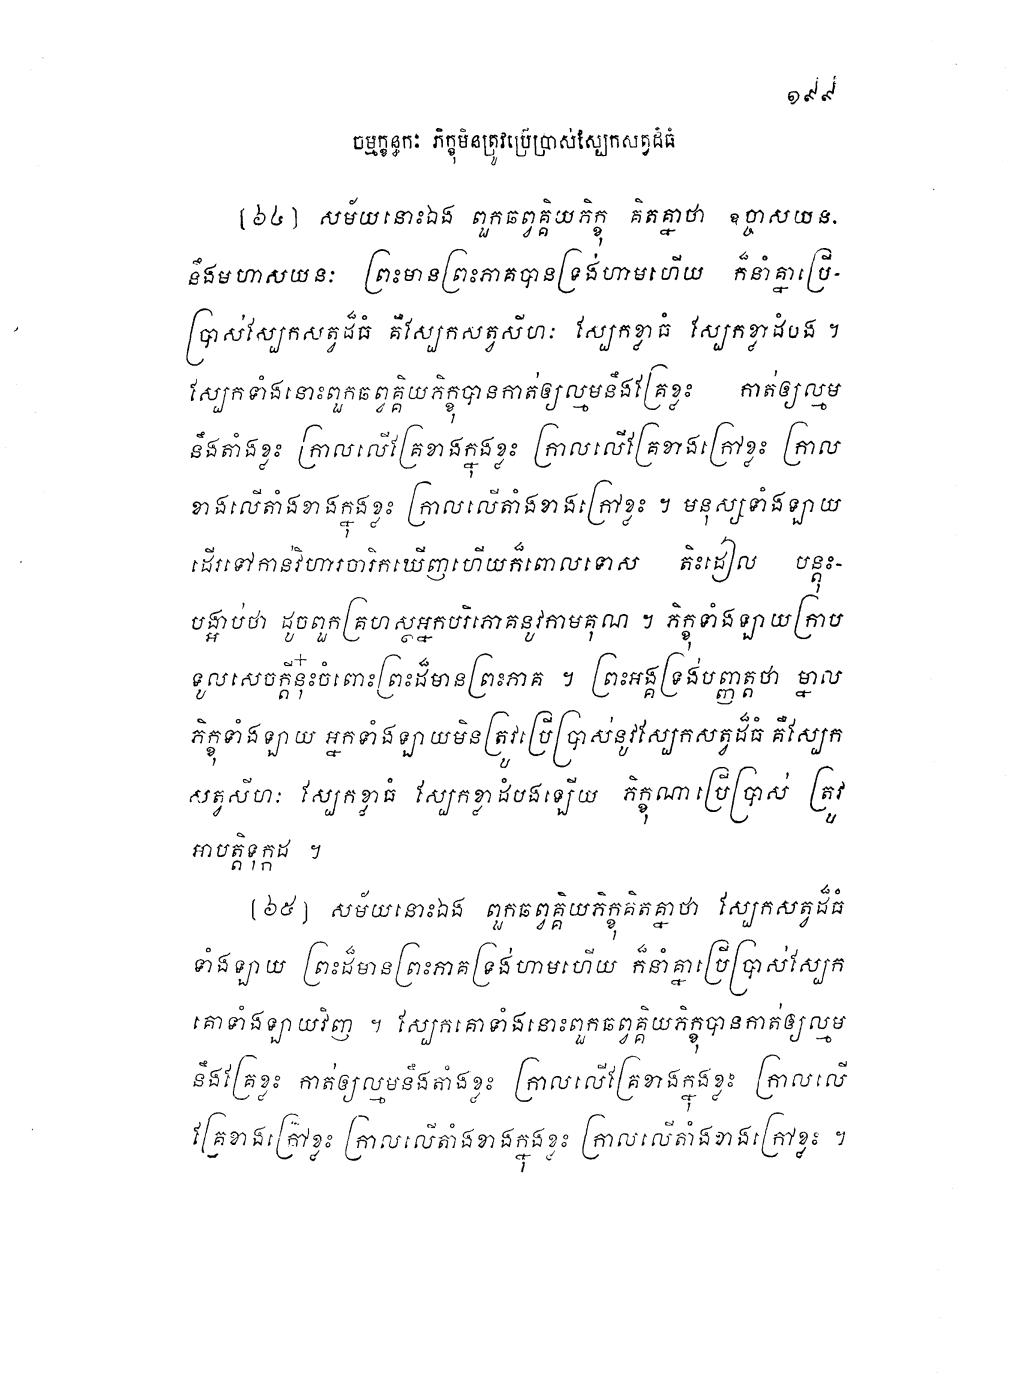 ១៩៩
ចម្មក្ខន្ធកៈ ភិក្ខុមិនត្រូវប្រើប្រាស់ស្បែកសត្វដ៏ធំ
(៦៤) សម័យនោះឯង ពួកឆព្វគ្គិយភិក្ខុ គិតគ្នាថា ឧច្ចាសយនៈ
នឹងមហាសយនៈ ព្រះមានព្រះភាគបានទ្រង់ហាមហើយ ក៏នាំគ្នាប្រើ-
ប្រាស់ស្បែកសត្វដ៏ធំ គឺស្បែកសត្វសីហៈ ស្បែកខ្លាធំ ស្បែកខ្លាដំបង ។
ស្បែកទាំងនោះពួកឆព្វគ្គិយភិក្ខុបានកាត់ឲ្យល្មមនឹងគ្រែខ្លះ កាត់ឲ្យល្មម
នឹងតាំងខ្លះ ក្រាលលើគ្រែខាងក្នុងខ្លះ ក្រាលលើគ្រែខាងក្រៅខ្លះ ក្រាល
ខាងលើតាំងខាងក្នុងខ្លះ ក្រាលលើតាំងខាងក្រៅខ្លះ ។ មនុស្សទាំងឡាយ
ដើរទៅកាន់វិហារចារិកឃើញហើយក៏ពោលទោស តិះដៀល បន្តុះ-
បង្អាប់ថា ដូចពួកគ្រហស្ថអ្នកបរិភោគនូវកាមគុណ ។ ភិក្ខុទាំងឡាយក្រាប
ទូលសេចក្តីនុ៎ះចំពោះព្រះដ៏មានព្រះភាគ ។ ព្រះអង្គទ្រង់បញ្ញាត្តថា ម្នាល
ភិក្ខុទាំងឡាយ អ្នកទាំងឡាយមិនត្រូវប្រើប្រាស់នូវស្បែកសត្វដ៏ធំ គឺស្បែក
សត្វសីហៈ ស្បែកខ្លាធំ ស្បែកខ្លាដំបងឡើយ ភិក្ខុណាប្រើប្រាស់ ត្រូវ
អាបត្តិទុក្កដ ។
(៦៥) សម័យនោះឯង ពួកឆព្វគ្គិយភិក្ខុគិតគ្នាថា ស្បែកសត្វដ៏ធំ
ទាំងឡាយ ព្រះដ៏មានព្រះភាគទ្រង់ហាមហើយ ក៏នាំគ្នាប្រើប្រាស់ស្បែក
គោទាំងឡាយវិញ ។ ស្បែកគោទាំងនោះពួកឆព្វគ្គិយភិក្ខុបានកាត់ឲ្យល្មម
នឹងគ្រែខ្លះ កាត់ឲ្យល្មមនឹងតាំងខ្លះ ក្រាលលើគ្រែខាងក្នុងខ្លះ ក្រាលលើ
គ្រែខាងក្រៅខ្លះ ក្រាលលើតាំងខាងក្នុងខ្លះ ក្រាលលើតាំងខាងក្រៅខ្លះ ។